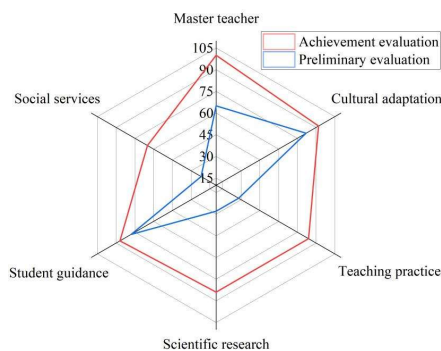 Master teacher
Achievement evaluation
Preliminary evaluation
105
90
75
60
45
30
15
Cultural adaptation
Social services
Student guidance
Teaching practice
Scientific research